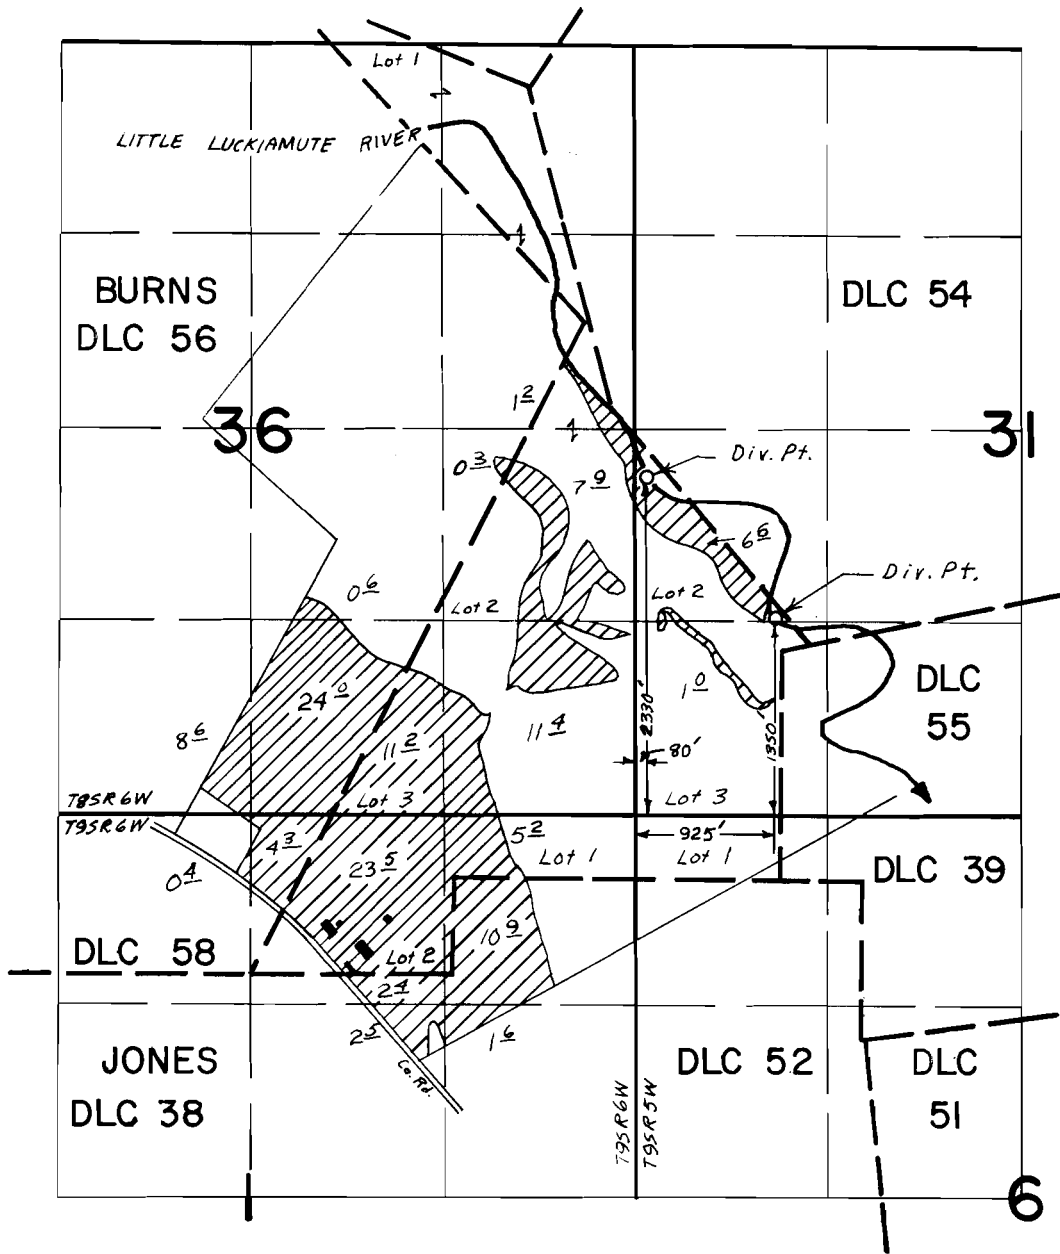 Lot 1
LITTLE LUCKIAMUTE RIVER
BURNS
DLC 56
DLC 54
36
31
1 2
0 3
7 9
Div. Pt.
6 6
Div. Pt.
0 6
Lot 2
Lot 2
24 0
1 0
DLC
55
8 6
11 2
11 4
2330'
1350'
80'
T8SR6W
Lot 3
Lot 3
T9SR6W
925'
4 3
5 2
Lot 1
Lot 1
0 4
23 5
DLC 39
DLC 58
Lot 2
10 9
2 4
2 5
1 6
JONES
DLC 38
Co. Rd.
DLC 52
DLC
51
T9SR6W
T9SR5W
1
6